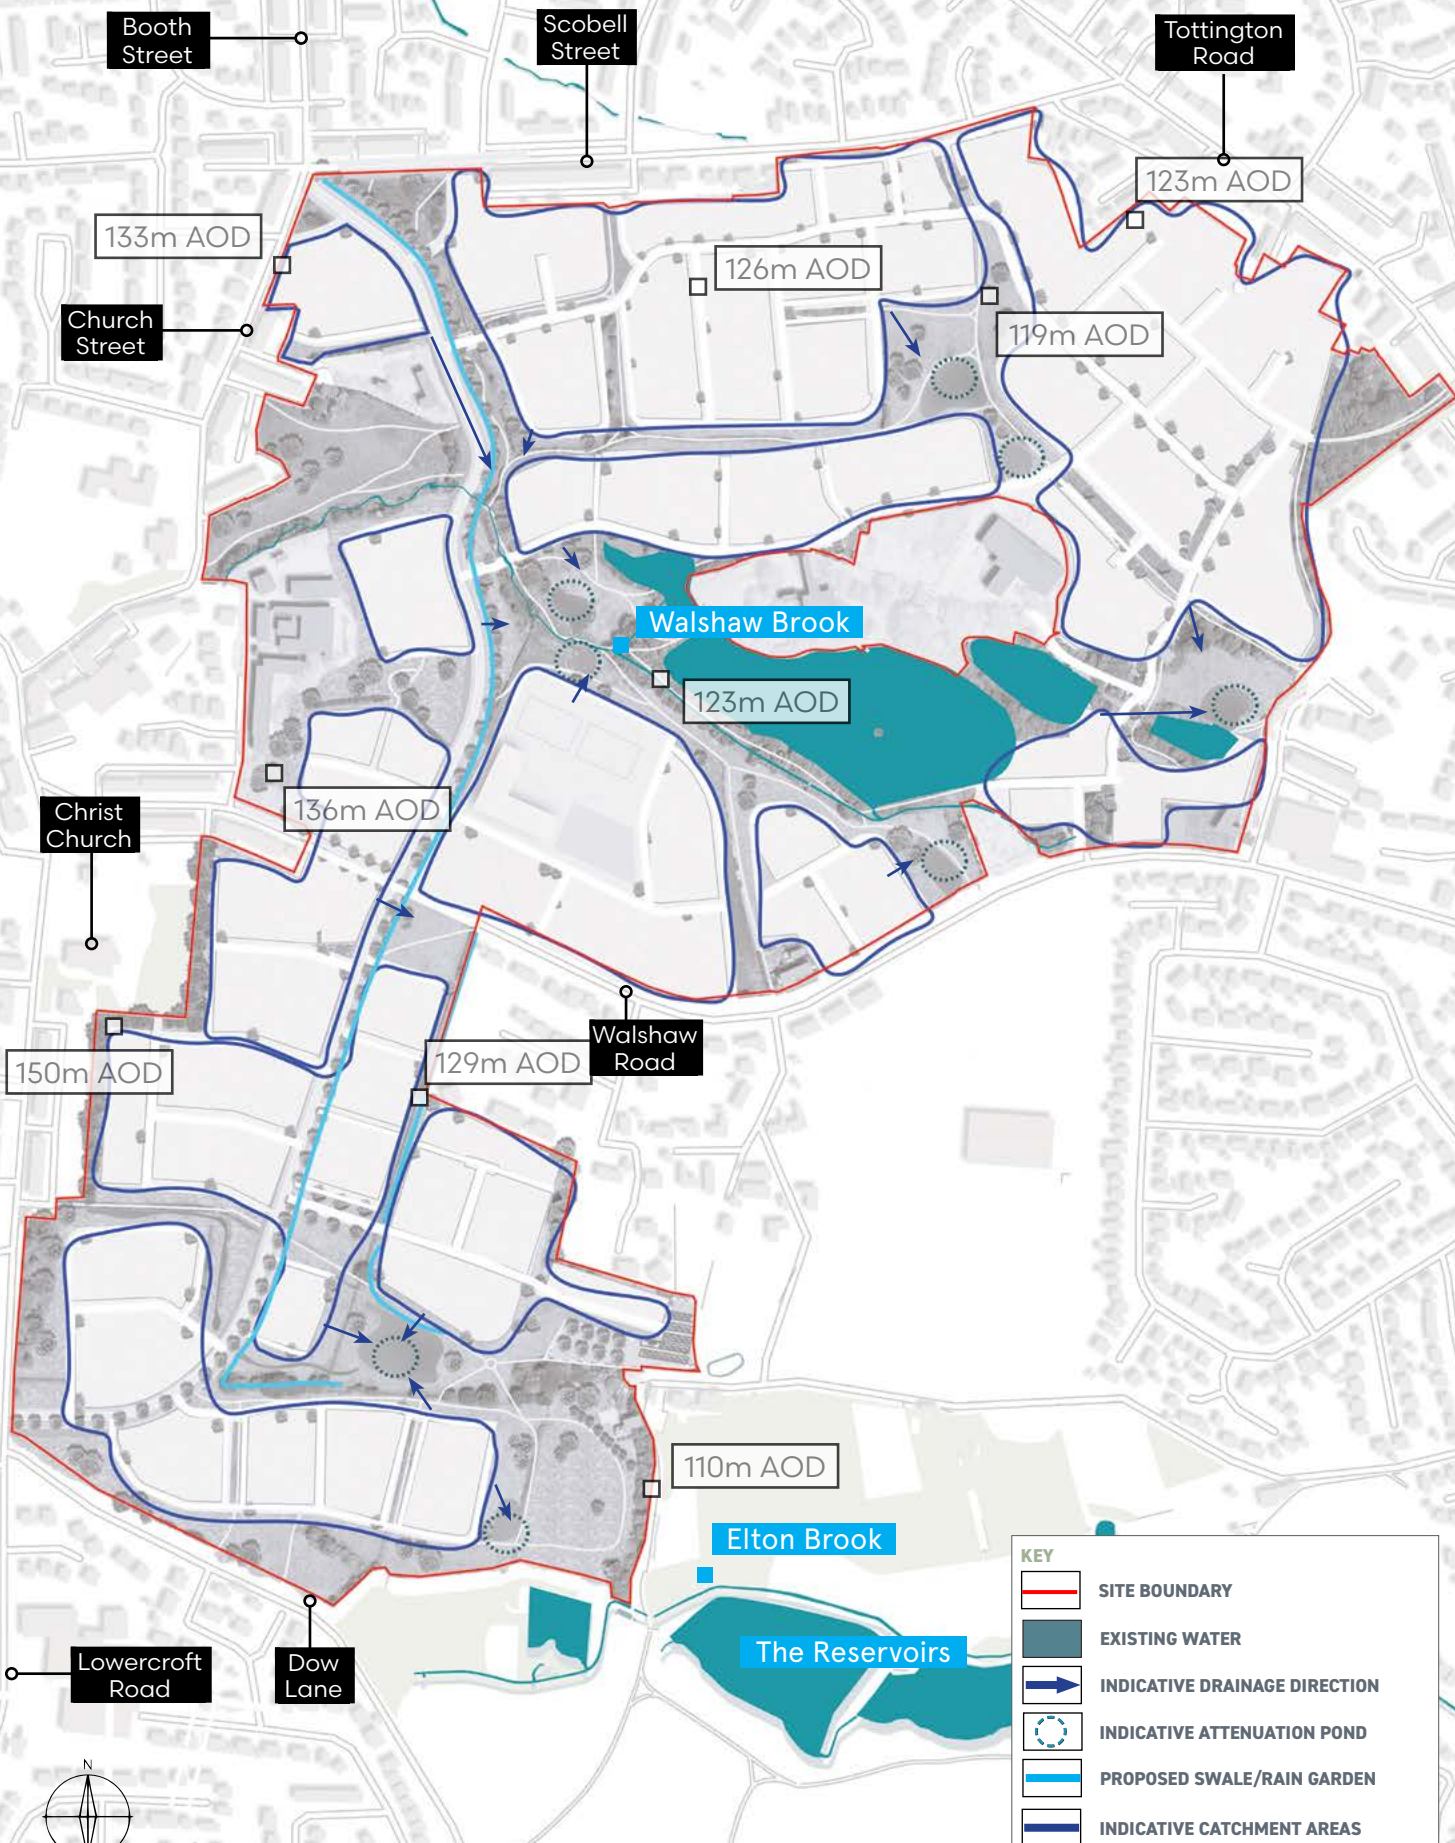 Booth
Street
Scobell
Street
Tottington
Road
123m AOD
133m AOD
126m AOD
Church
Street
119m AOD
Walshaw Brook
123m AOD
136m AOD
Christ
Church
Walshaw
Road
129m AOD
150m AOD
110m AOD
Elton Brook
The Reservoirs
Lowercroft
Road
Dow
Lane
N
KEY
SITE BOUNDARY
EXISTING WATER
INDICATIVE DRAINAGE DIRECTION
INDICATIVE ATTENUATION POND
PROPOSED SWALE/RAIN GARDEN
INDICATIVE CATCHMENT AREAS